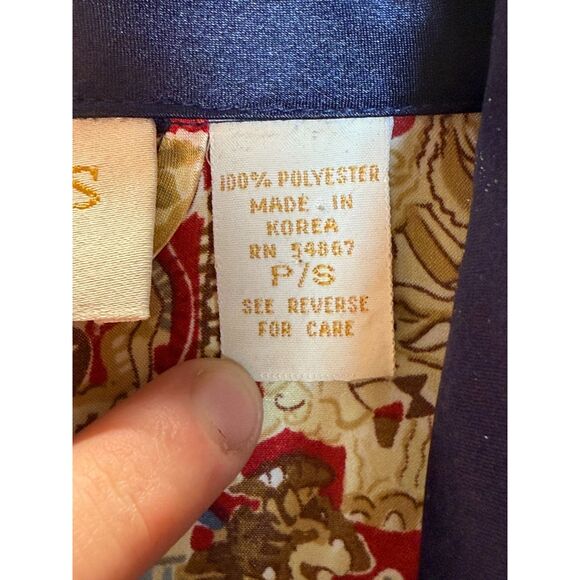 S
100% POLYESTER
MADE IN
KOREA
RN 54867
P/S
SEE REVERSE
FOR CARE